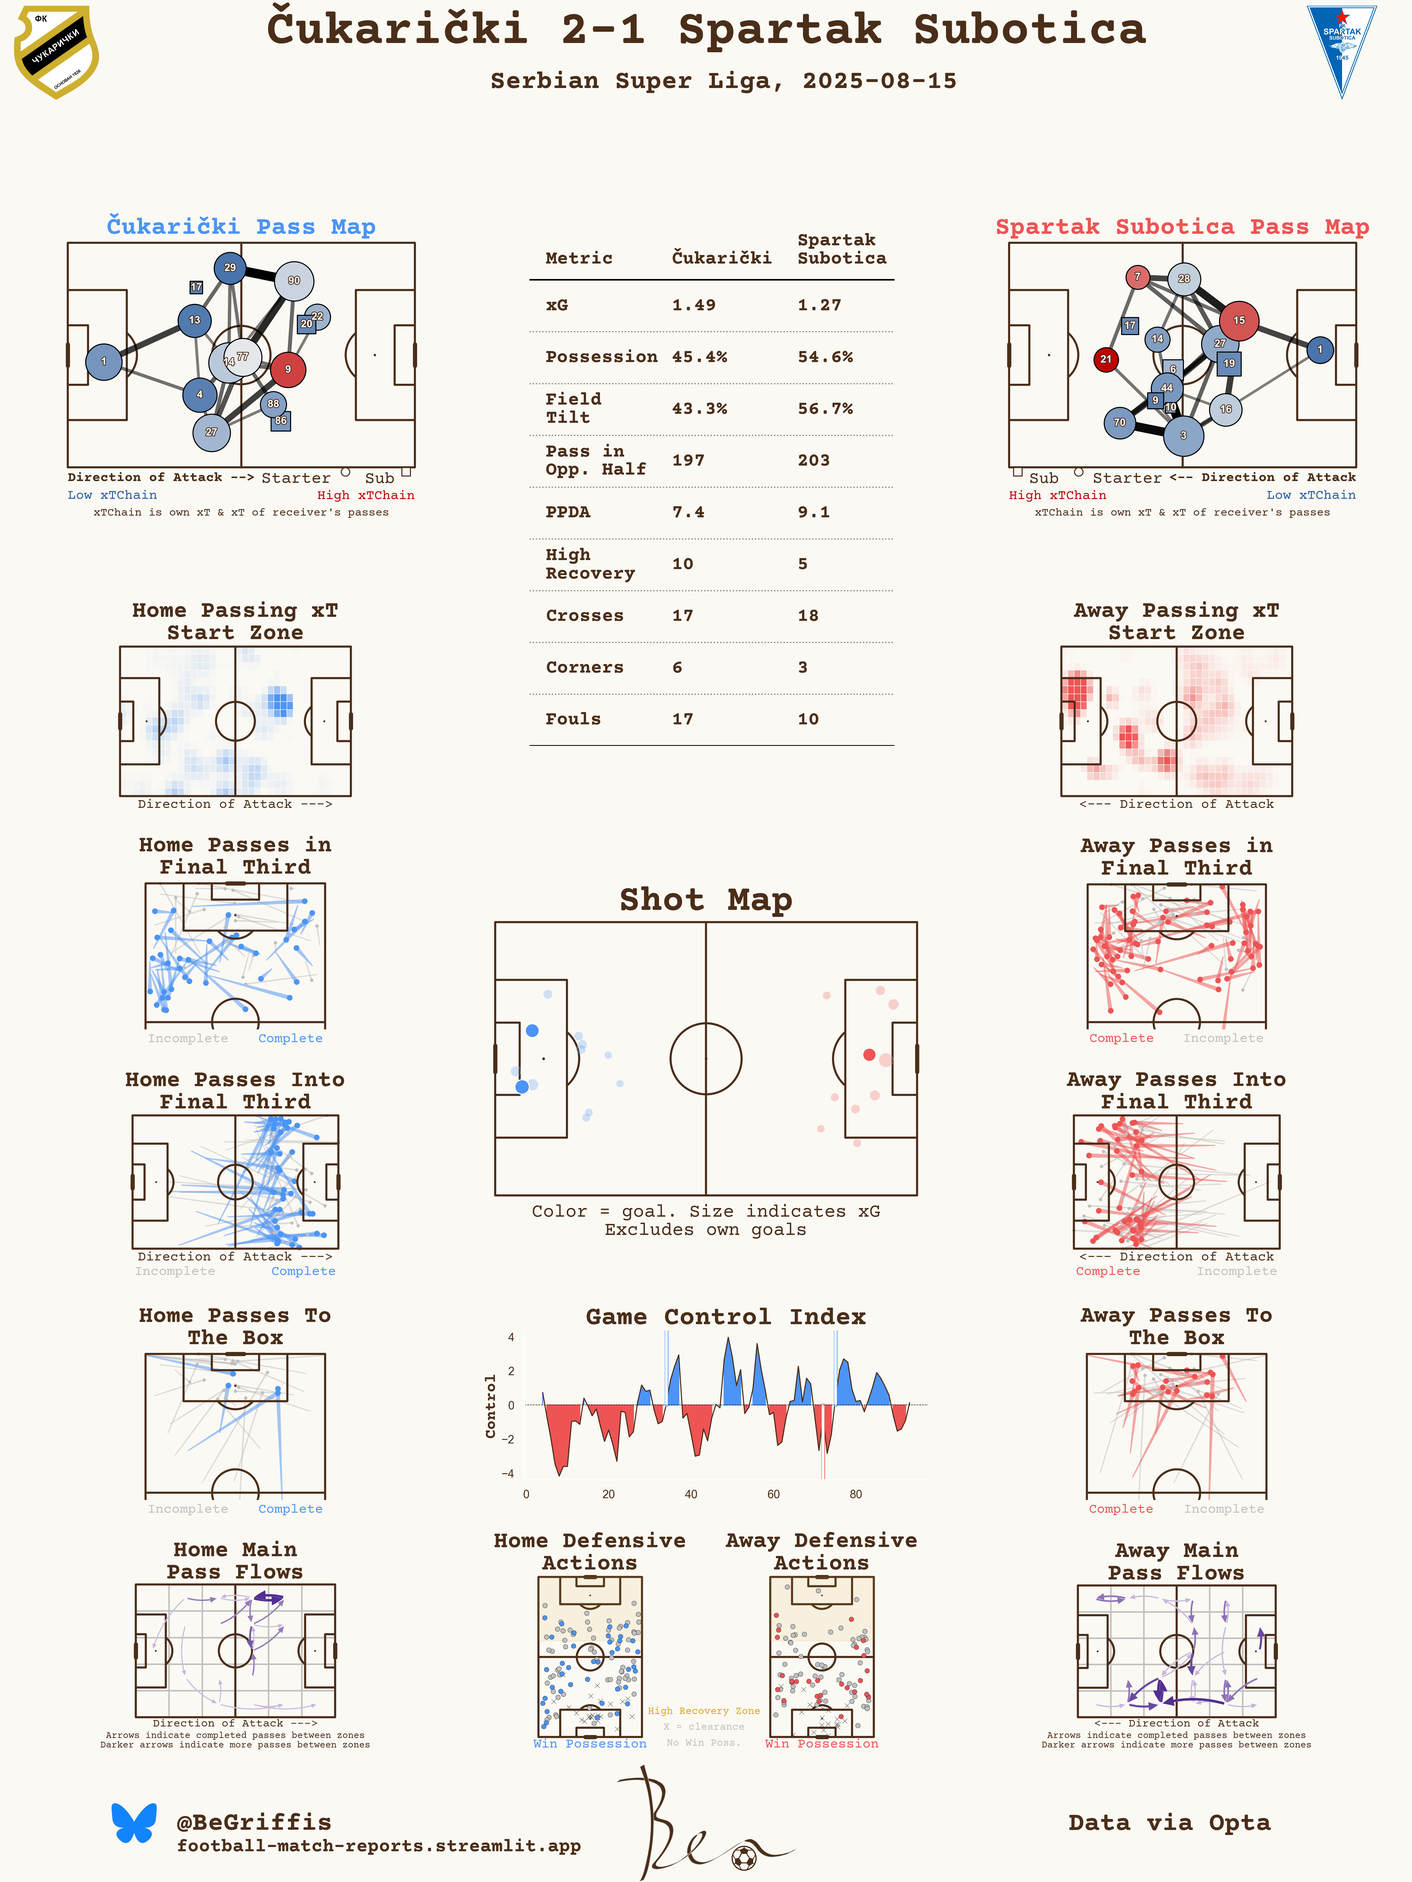 ФК
ЧУКАРИЧКИ
ОСНОВАН 1926
Čukarički 2-1 Spartak Subotica
Serbian Super Liga, 2025-08-15
SPARTAK
SUBOTICA
1945
Čukarički Pass Map
29
90
17
13
22
20
1
14
77
9
4
88
86
27
Direction of Attack --> Starter Sub
Low xTChain High xTChain
xTChain is own xT & xT of receiver's passes
Metric Čukarički Spartak Subotica
xG 1.49 1.27
Possession 45.4% 54.6%
Field Tilt 43.3% 56.7%
Pass in Opp. Half 197 203
PPDA 7.4 9.1
High Recovery 10 5
Crosses 17 18
Corners 6 3
Fouls 17 10
Spartak Subotica Pass Map
7
28
15
17
14
27
1
21
6
19
44
9
10
16
70
3
Sub Starter <-- Direction of Attack
High xTChain Low xTChain
xTChain is own xT & xT of receiver's passes
Home Passing xT
Start Zone
Direction of Attack --->
Away Passing xT
Start Zone
<--- Direction of Attack
Home Passes in
Final Third
Incomplete Complete
Away Passes in
Final Third
Complete Incomplete
Shot Map
Color = goal. Size indicates xG
Excludes own goals
Home Passes Into
Final Third
Direction of Attack --->
Incomplete Complete
Away Passes Into
Final Third
<--- Direction of Attack
Complete Incomplete
Home Passes To
The Box
Incomplete Complete
Game Control Index
Control
4
2
0
−2
−4
0 20 40 60 80
Away Passes To
The Box
Complete Incomplete
Home Main
Pass Flows
Direction of Attack --->
Arrows indicate completed passes between zones
Darker arrows indicate more passes between zones
Home Defensive
Actions
Win Possession
Away Defensive
Actions
Win Possession
High Recovery Zone
X = clearance
No Win Poss.
Away Main
Pass Flows
<--- Direction of Attack
Arrows indicate completed passes between zones
Darker arrows indicate more passes between zones
@BeGriffis
football-match-reports.streamlit.app
Ben
Data via Opta